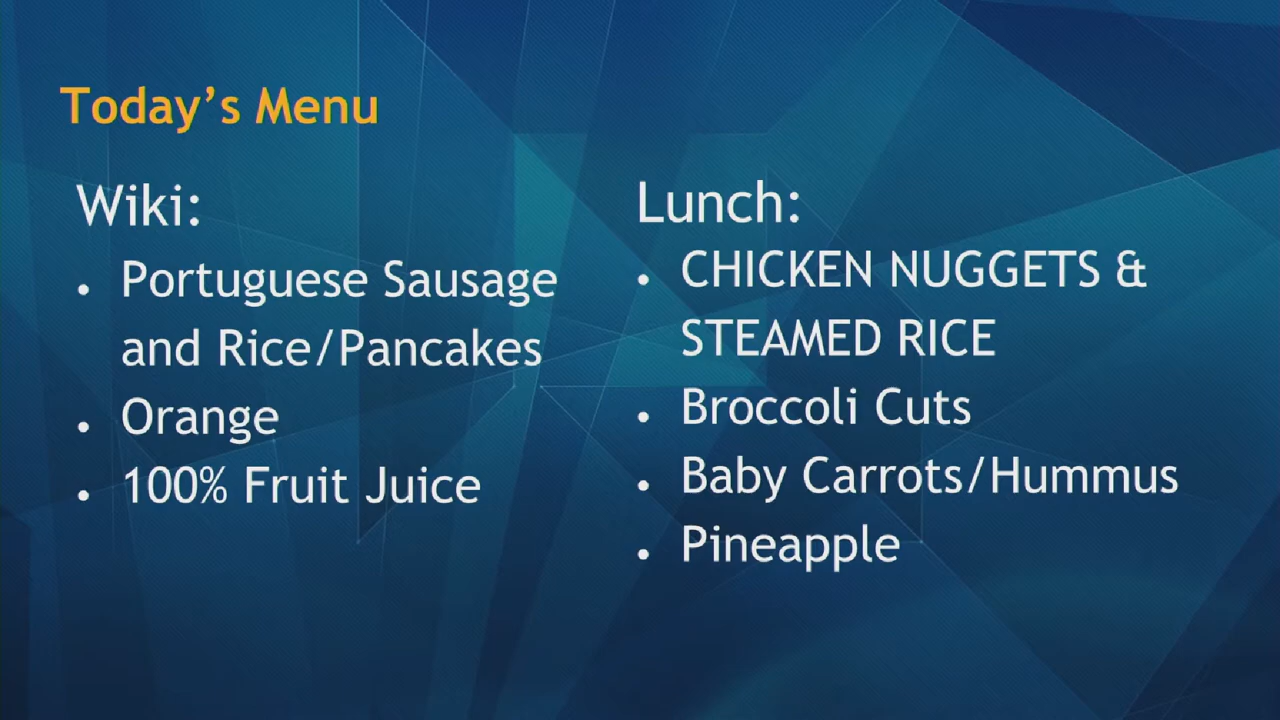 Today’s Menu
Wiki:
• Portuguese Sausage
and Rice/Pancakes
• Orange
• 100% Fruit Juice
Lunch:
• CHICKEN NUGGETS &
STEAMED RICE
• Broccoli Cuts
• Baby Carrots/Hummus
• Pineapple